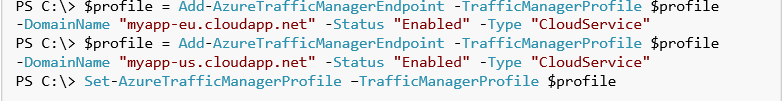 PS C:\> $profile = Add-AzureTrafficManagerEndpoint -TrafficManagerProfile $profile
-DomainName "myapp-eu.cloudapp.net" -Status "Enabled" -Type "CloudService"
PS C:\> $profile = Add-AzureTrafficManagerEndpoint -TrafficManagerProfile $profile
-DomainName "myapp-us.cloudapp.net" -Status "Enabled" -Type "CloudService"
PS C:\> Set-AzureTrafficManagerProfile –TrafficManagerProfile $profile